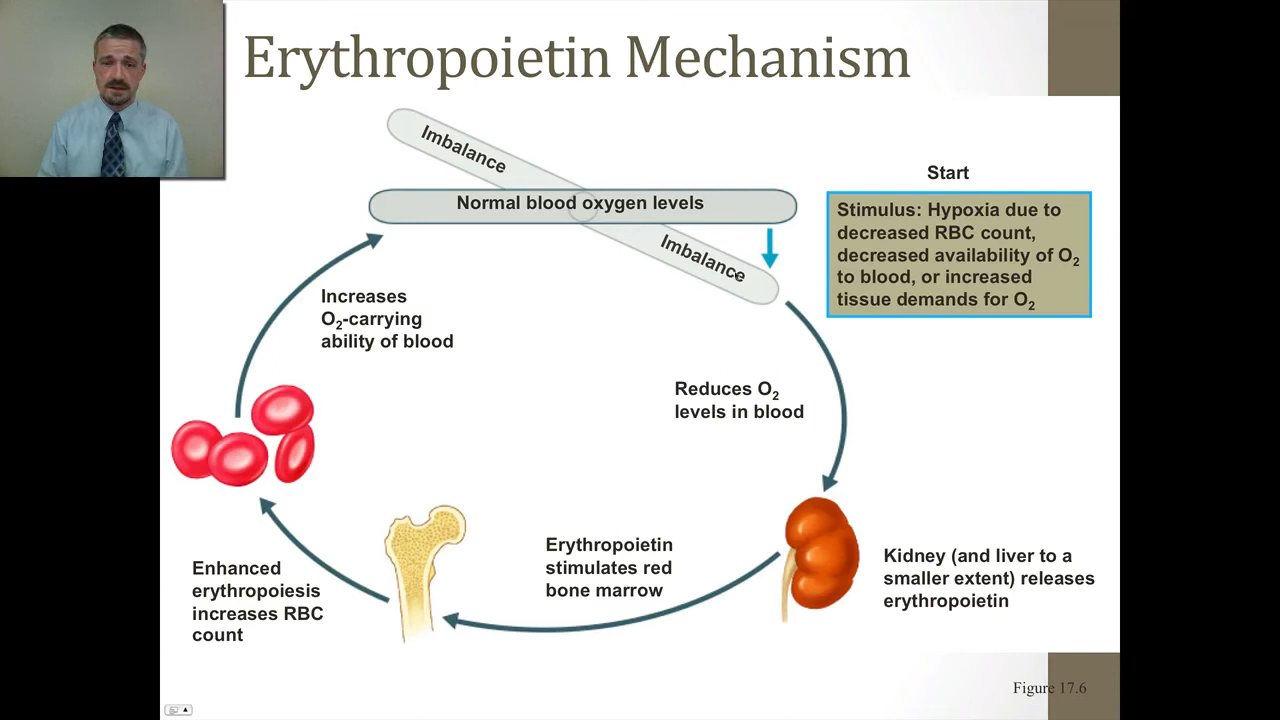 Erythropoietin Mechanism
Imbalance
Normal blood oxygen levels
Imbalance
Start
Stimulus: Hypoxia due to
decreased RBC count,
decreased availability of O₂
to blood, or increased
tissue demands for O₂
Reduces O₂
levels in blood
Kidney (and liver to a
smaller extent) releases
erythropoietin
Erythropoietin
stimulates red
bone marrow
Enhanced
erythropoiesis
increases RBC
count
Increases
O₂-carrying
ability of blood
Figure 17.6